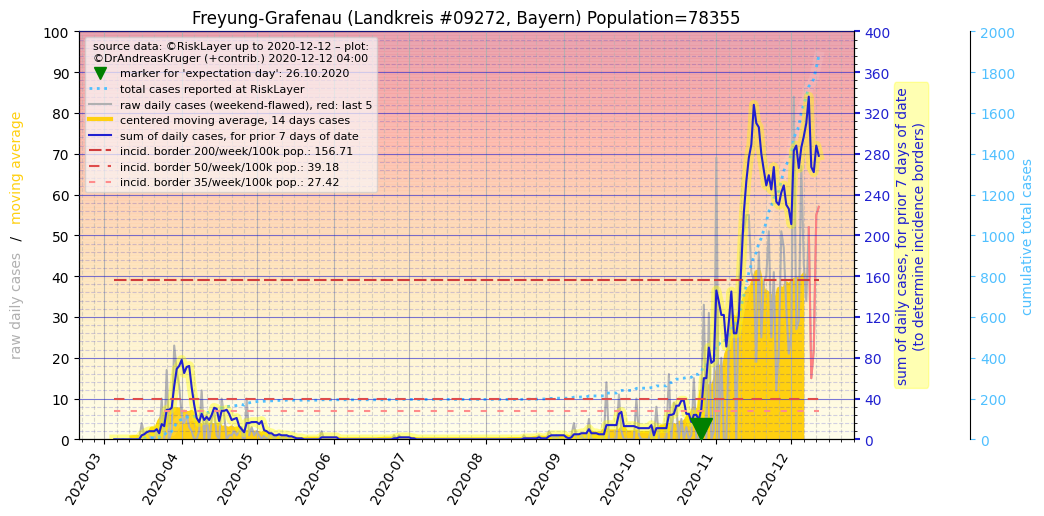 Freyung-Grafenau (Landkreis #09272, Bayern) Population=78355
source data: ©RiskLayer up to 2020-12-12 – plot:
©DrAndreasKruger (+contrib.) 2020-12-12 04:00
marker for 'expectation day': 26.10.2020
total cases reported at RiskLayer
raw daily cases (weekend-flawed), red: last 5
centered moving average, 14 days cases
sum of daily cases, for prior 7 days of date
incid. border 200/week/100k pop.: 156.71
incid. border 50/week/100k pop.: 39.18
incid. border 35/week/100k pop.: 27.42
raw daily cases / moving average
100
90
80
70
60
50
40
30
20
10
0
400
360
320
280
240
200
160
120
80
40
0
sum of daily cases, for prior 7 days of date
(to determine incidence borders)
2000
1800
1600
1400
1200
1000
800
600
400
200
0
cumulative total cases
2020-03
2020-04
2020-05
2020-06
2020-07
2020-08
2020-09
2020-10
2020-11
2020-12